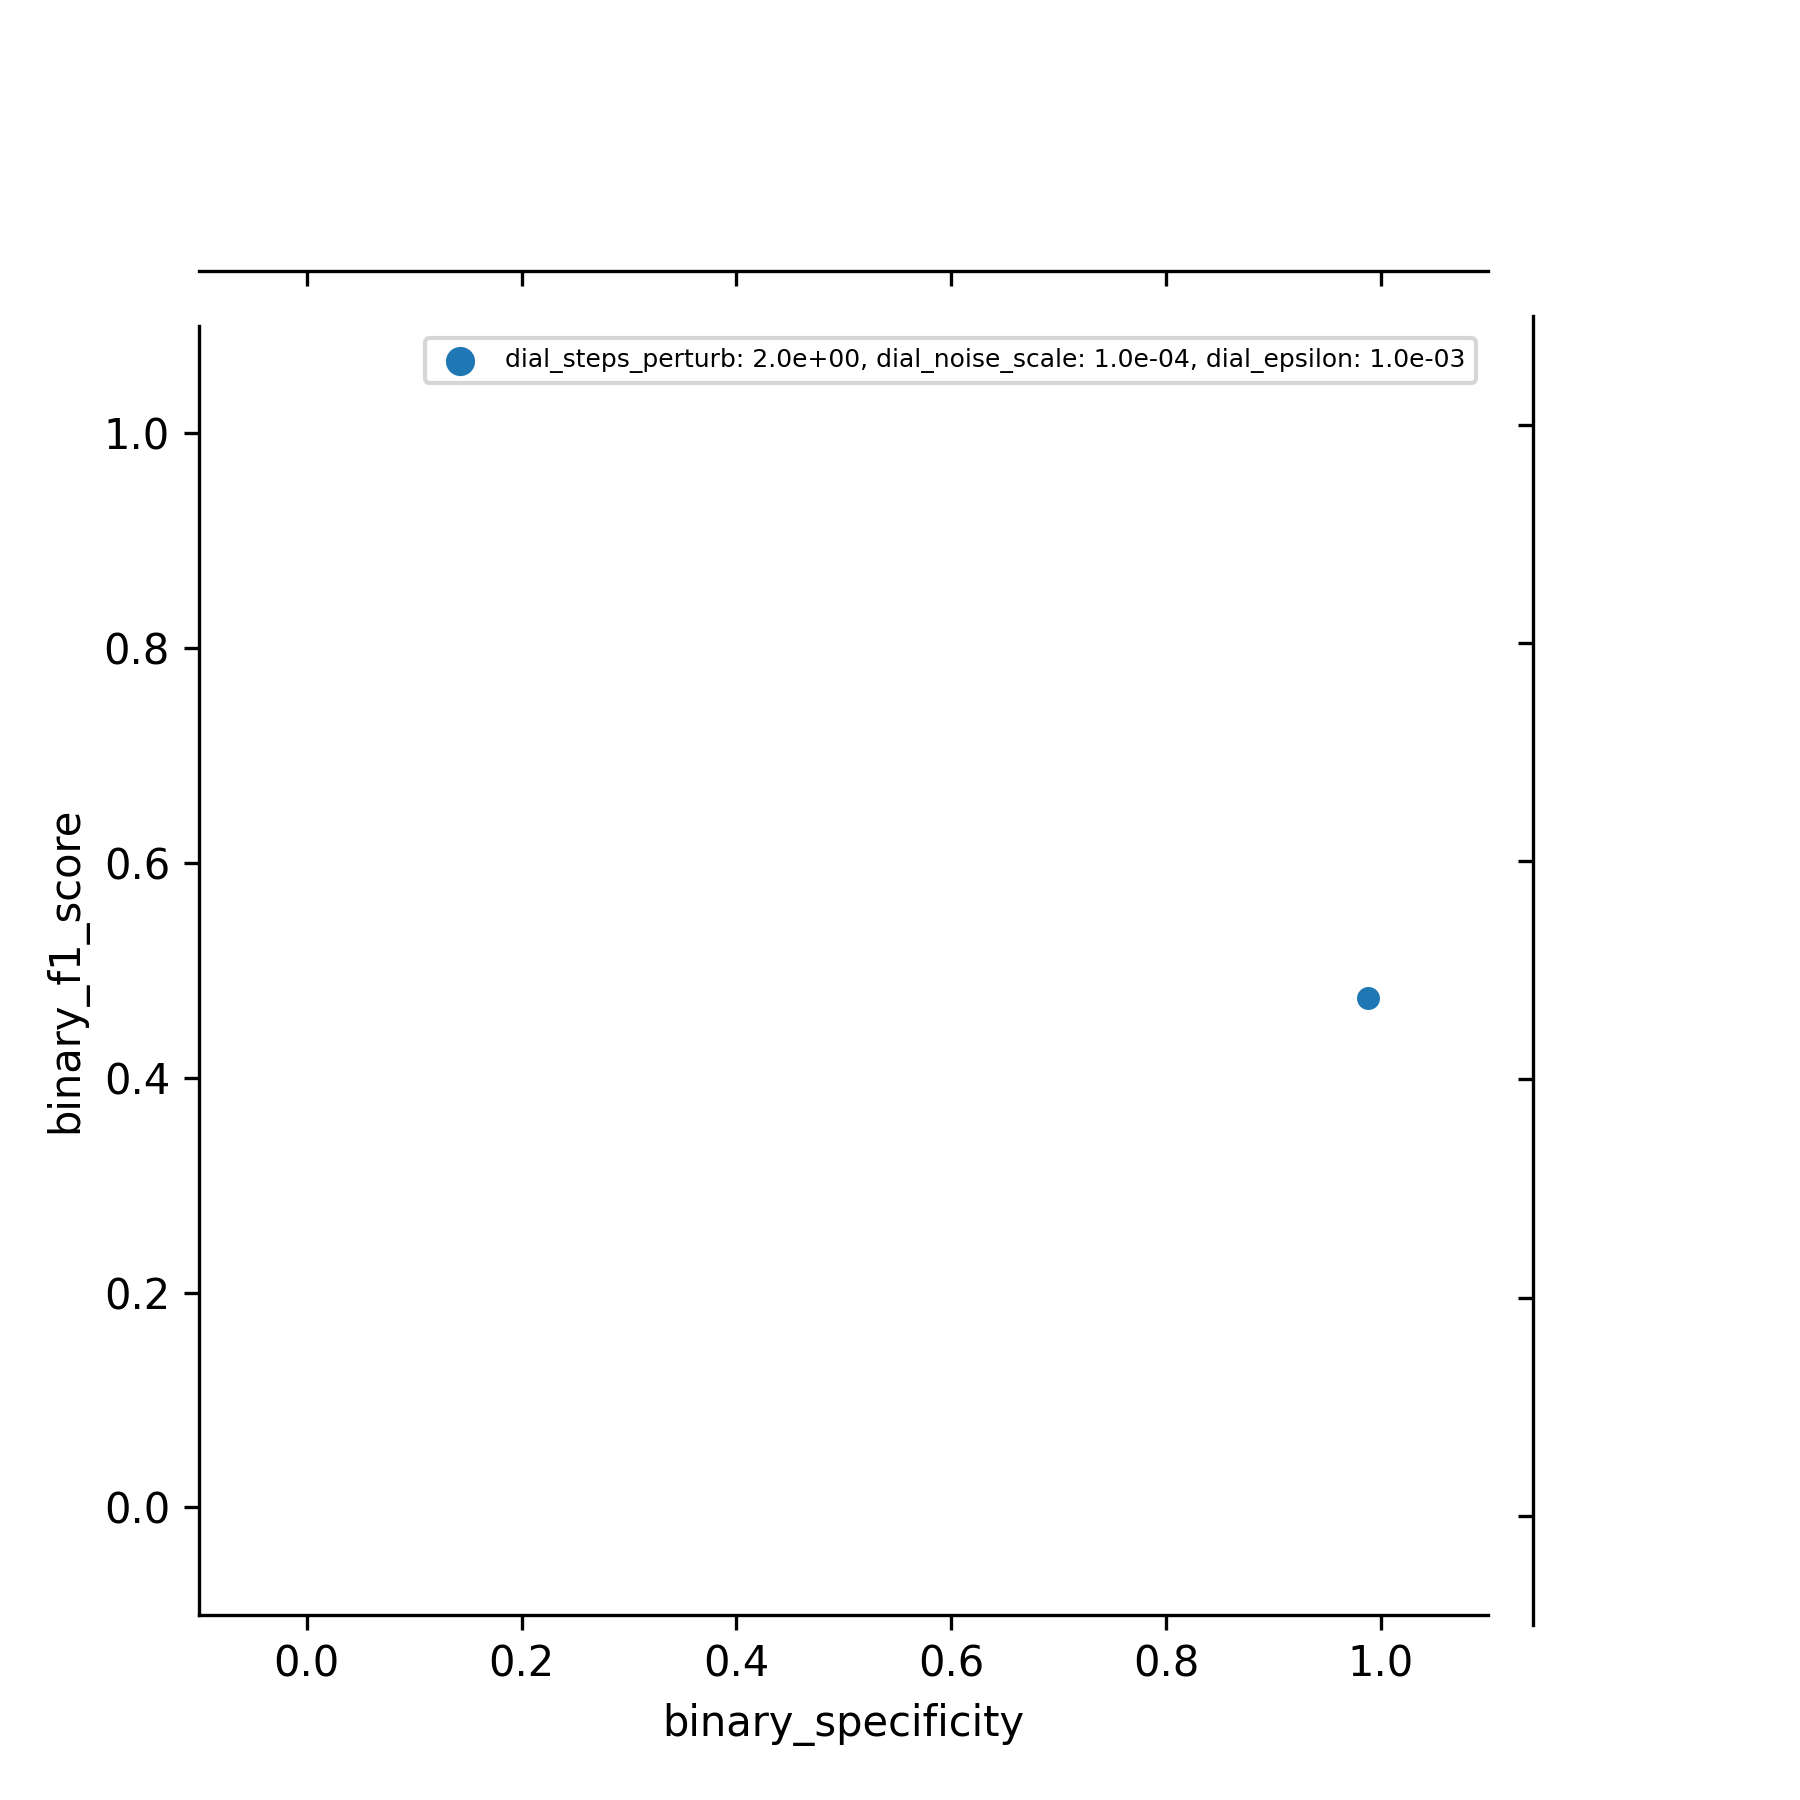 dial_steps_perturb: 2.0e+00, dial_noise_scale: 1.0e-04, dial_epsilon: 1.0e-03
1.0
0.8
0.6
0.4
0.2
0.0
binary_f1_score
0.0 0.2 0.4 0.6 0.8 1.0
binary_specificity